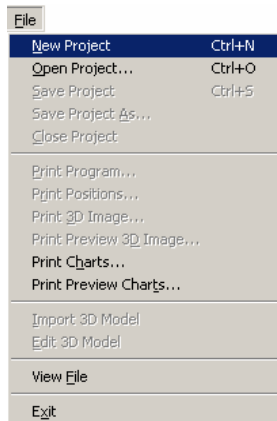 File
New Project Ctrl+N
Open Project... Ctrl+O
Save Project Ctrl+S
Save Project As...
Close Project
Print Program...
Print Positions...
Print 3D Image...
Print Preview 3D Image...
Print Charts...
Print Preview Charts...
Import 3D Model
Edit 3D Model
View File
Exit